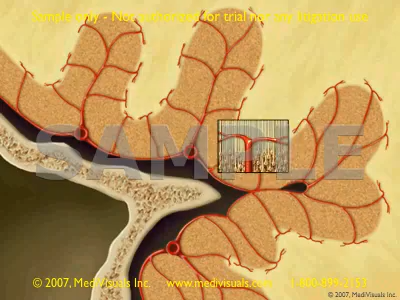 Sample only - Not authorized for trial nor any litigation use
SAMPLE
© 2007, MediVisuals Inc. www.medivisuals.com 1-800-899-2153
© 2007, MediVisuals Inc.